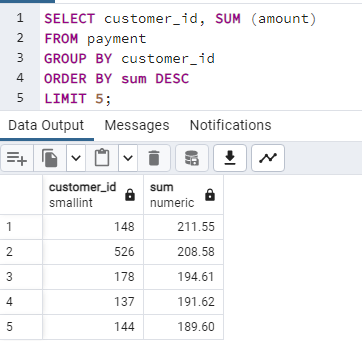 1 SELECT customer_id, SUM (amount)
2 FROM payment
3 GROUP BY customer_id
4 ORDER BY sum DESC
5 LIMIT 5;
Data Output Messages Notifications
customer_id sum
smallint numeric
1 148 211.55
2 526 208.58
3 178 194.61
4 137 191.62
5 144 189.60